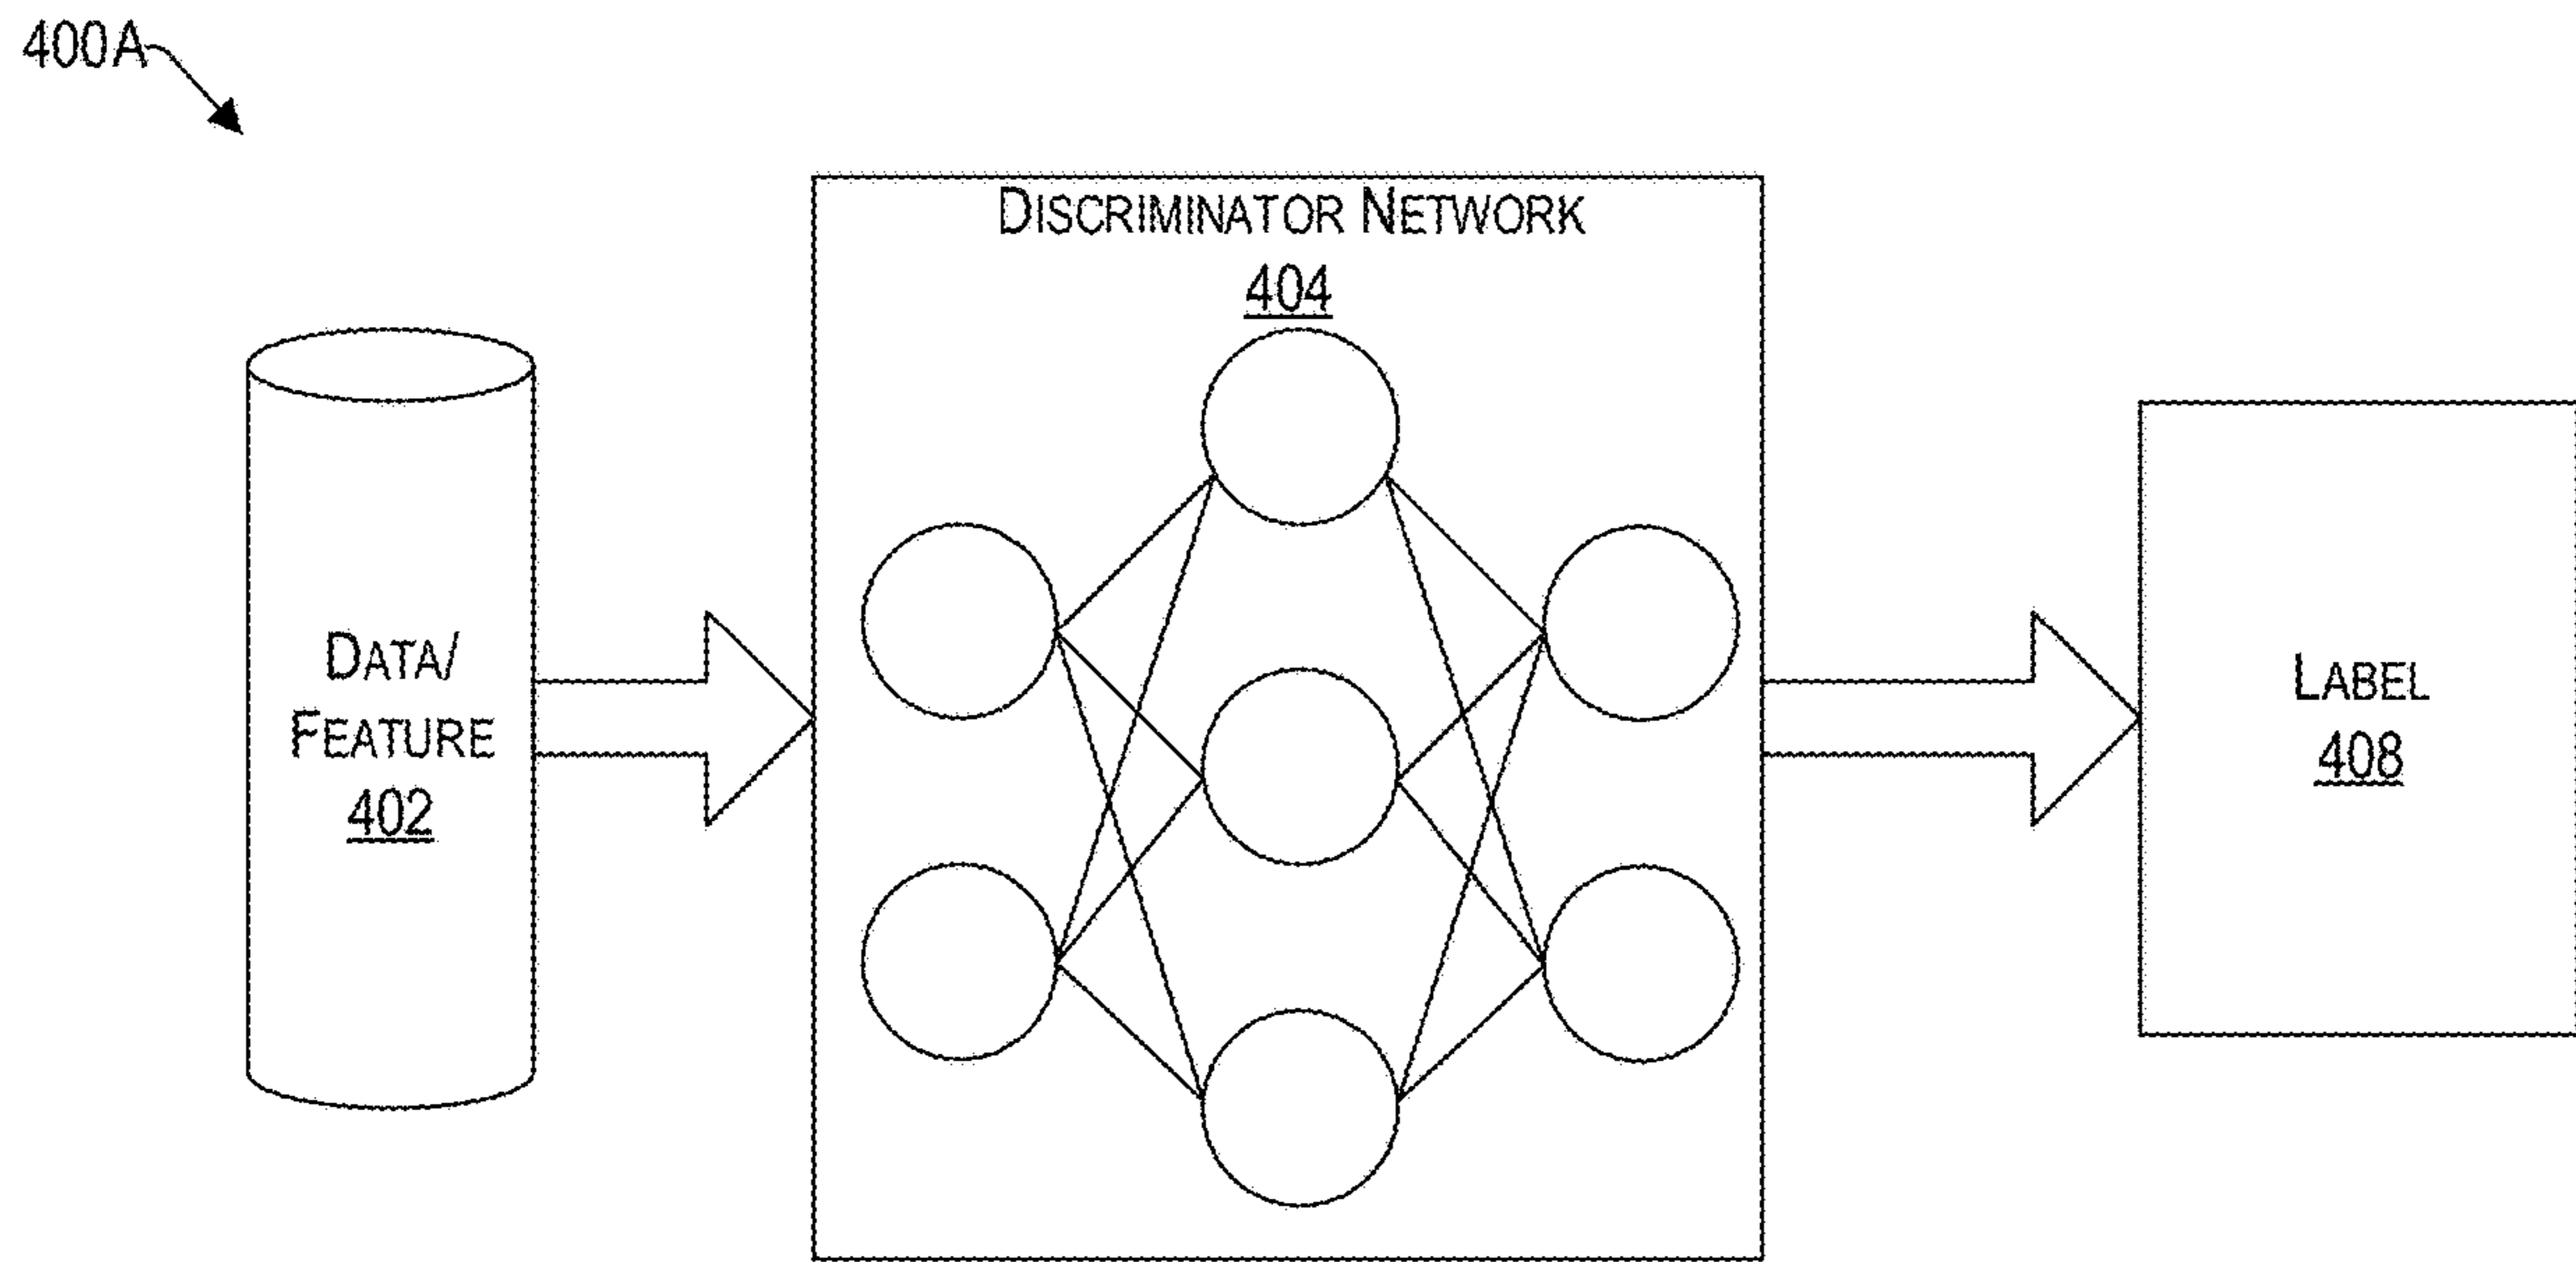 400A
DISCRIMINATOR NETWORK
404
DATA/
FEATURE
402
LABEL
408